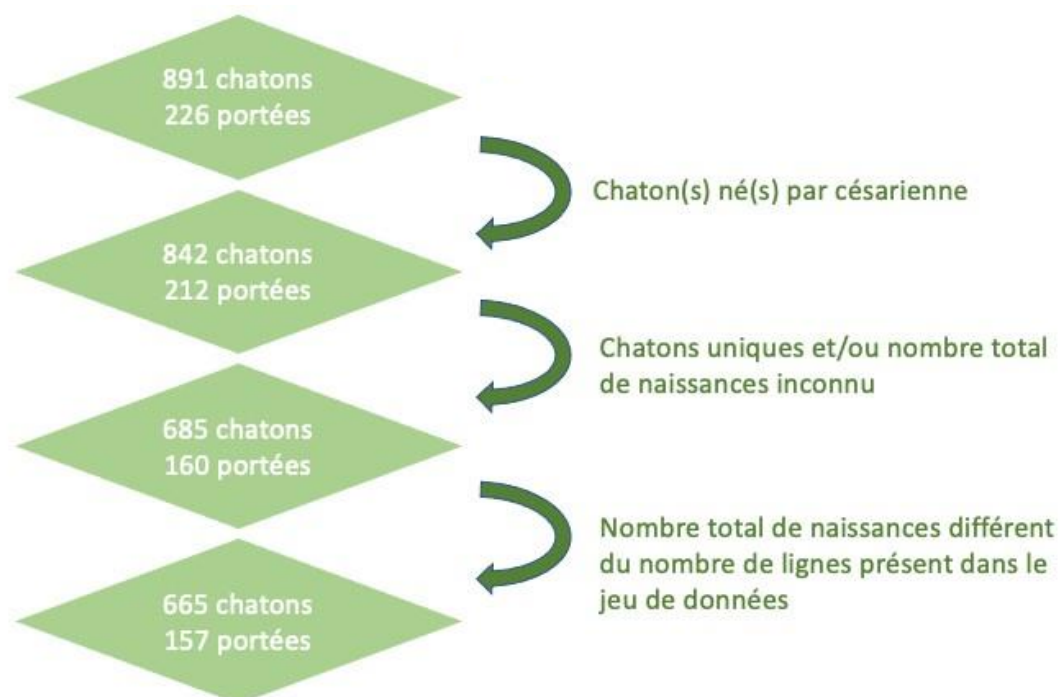 891 chatons
226 portées
Chaton(s) né(s) par césarienne
842 chatons
212 portées
Chatons uniques et/ou nombre total
de naissances inconnu
685 chatons
160 portées
Nombre total de naissances différent
du nombre de lignes présent dans le
jeu de données
665 chatons
157 portées